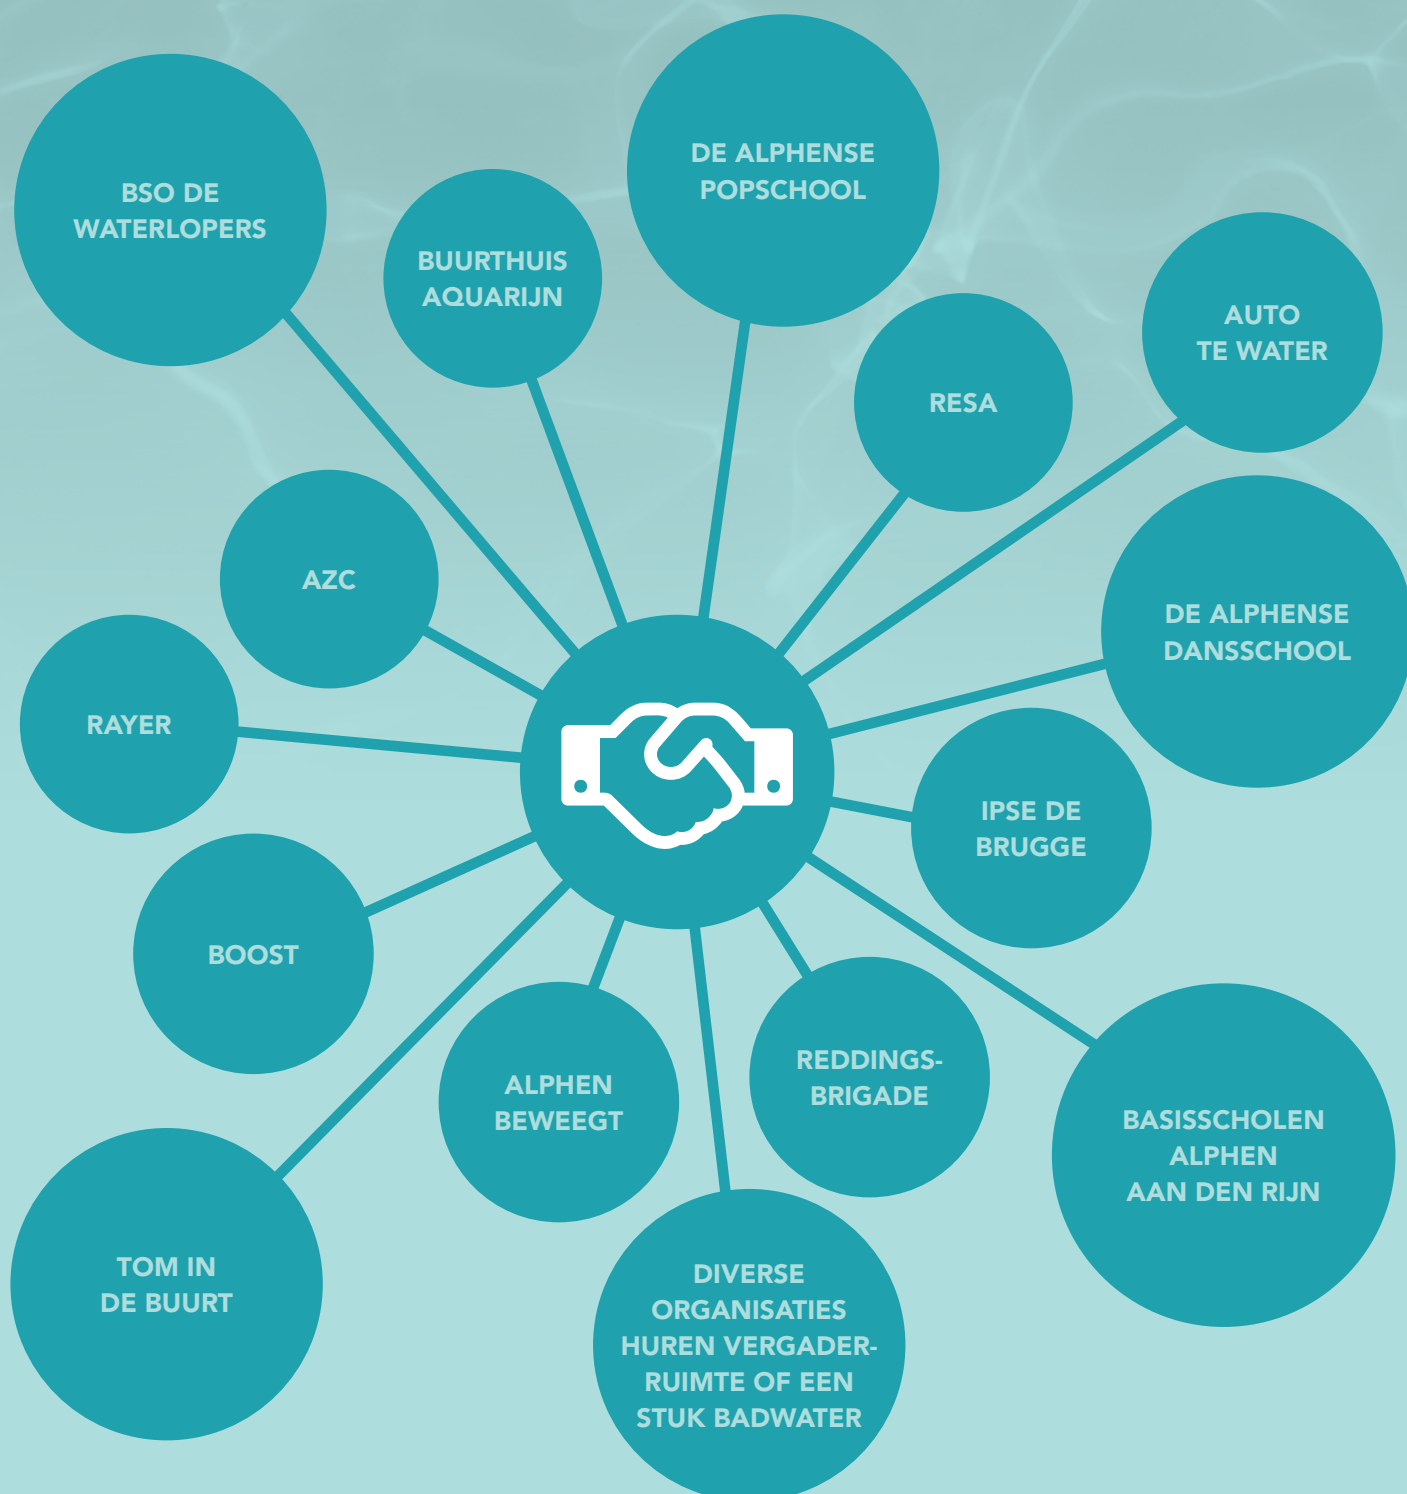 DE ALPHENSE
POPSCHOOL
BSO DE
WATERLOPERS
BUURTHUIS
AQUARIJN
AUTO
TE WATER
RESA
AZC
DE ALPHENSE
DANSSCHOOL
RAYER
IPSE DE
BRUGGE
BOOST
REDDINGS-
BRIGADE
ALPHEN
BEWEEGT
BASISSCHOLEN
ALPHEN
AAN DEN RIJN
TOM IN
DE BUURT
DIVERSE
ORGANISATIES
HUREN VERGADER-
RUIMTE OF EEN
STUK BADWATER